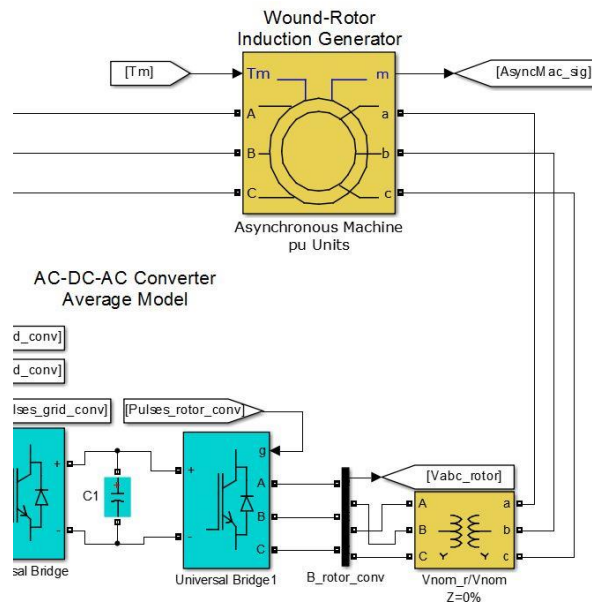 Wound-Rotor
Induction Generator
[Tm]
Tm
m
[AsyncMac_sig]
A
a
B
b
C
c
Asynchronous Machine
pu Units
AC-DC-AC Converter
Average Model
d_conv]
d_conv]
lses_grid_conv]
[Pulses_rotor_conv]
g
+
+
A
[Vabc_rotor]
C1
+
B
A
a
B
b
-
-
C
C
c
Y
Y
sal Bridge
Universal Bridge1
B_rotor_conv
Vnom_r/Vnom
Z=0%